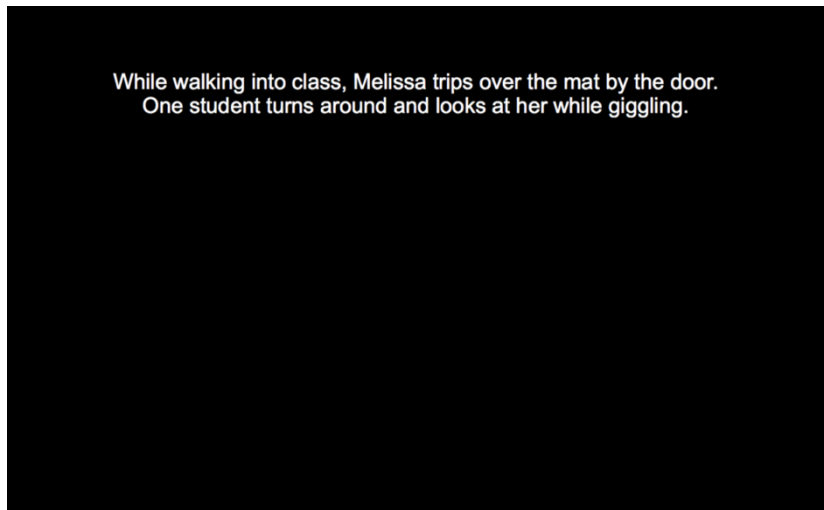 While walking into class, Melissa trips over the mat by the door.
One student turns around and looks at her while giggling.